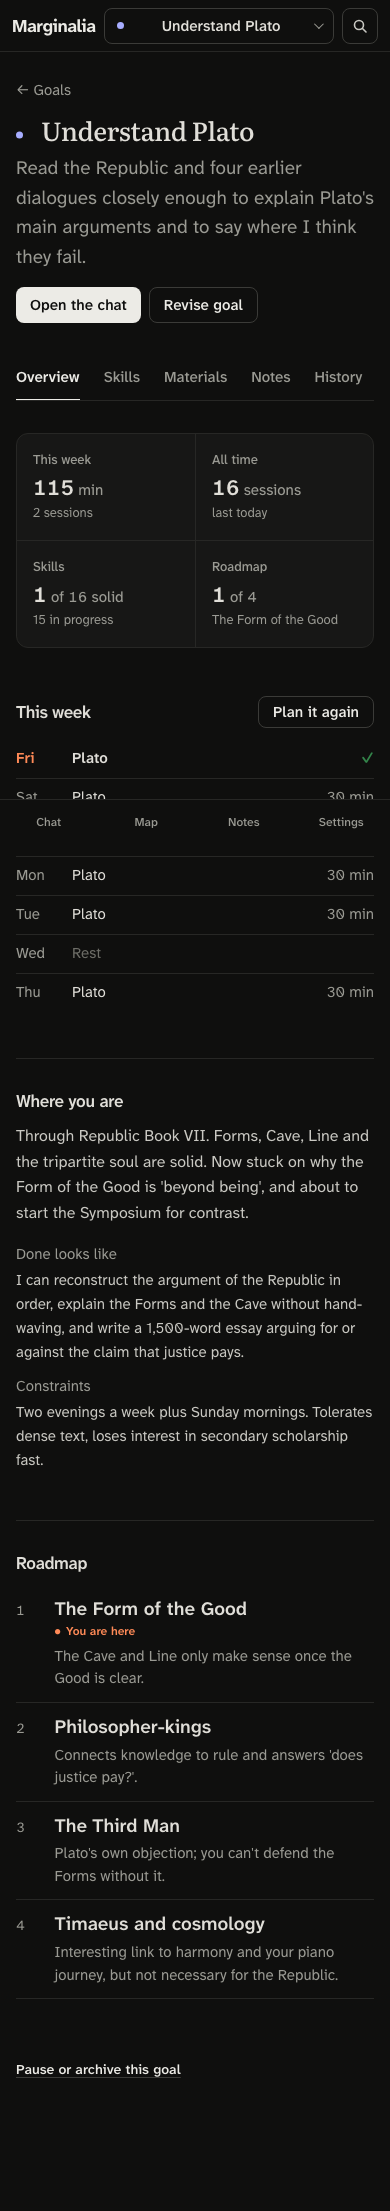 Marginalia
Understand Plato
← Goals
Understand Plato
Read the Republic and four earlier
dialogues closely enough to explain Plato's
main arguments and to say where I think
they fail.
Open the chat
Revise goal
Overview Skills Materials Notes History
This week
115 min
2 sessions
All time
16 sessions
last today
Skills
1 of 16 solid
15 in progress
Roadmap
1 of 4
The Form of the Good
This week
Plan it again
Fri Plato ✓
Sat Plato 30 min
Chat Map Notes Settings
Mon Plato 30 min
Tue Plato 30 min
Wed Rest
Thu Plato 30 min
Where you are
Through Republic Book VII. Forms, Cave, Line and
the tripartite soul are solid. Now stuck on why the
Form of the Good is 'beyond being', and about to
start the Symposium for contrast.
Done looks like
I can reconstruct the argument of the Republic in
order, explain the Forms and the Cave without hand-
waving, and write a 1,500-word essay arguing for or
against the claim that justice pays.
Constraints
Two evenings a week plus Sunday mornings. Tolerates
dense text, loses interest in secondary scholarship
fast.
Roadmap
1 The Form of the Good
• You are here
The Cave and Line only make sense once the
Good is clear.
2 Philosopher-kings
Connects knowledge to rule and answers 'does
justice pay?'.
3 The Third Man
Plato's own objection; you can't defend the
Forms without it.
4 Timaeus and cosmology
Interesting link to harmony and your piano
journey, but not necessary for the Republic.
Pause or archive this goal